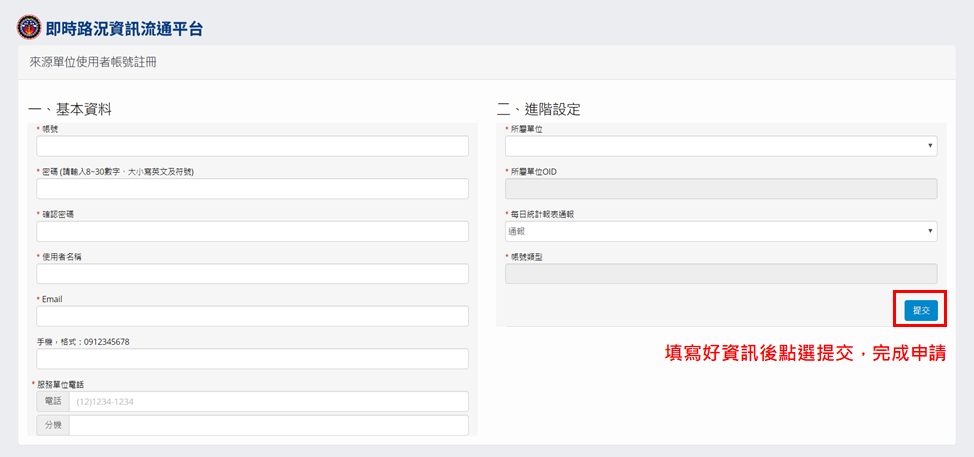 即時路況資訊流通平台
來源單位使用者帳號註冊
一、基本資料
* 帳號
* 密碼 (請輸入8~30數字、大小寫英文及符號)
* 確認密碼
* 使用者名稱
* Email
手機，格式：0912345678
* 服務單位電話
電話 (12)1234-1234
分機
二、進階設定
* 所屬單位
* 所屬單位OID
* 每日統計報表通報
通報
* 帳號類型
提交
填寫好資訊後點選提交，完成申請